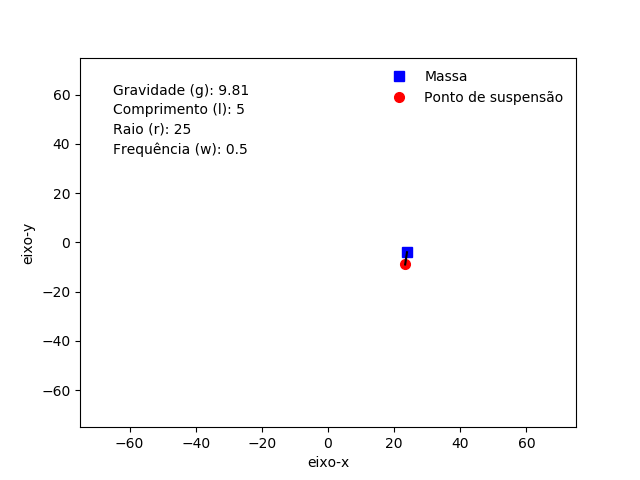 Gravidade (g): 9.81
Comprimento (l): 5
Raio (r): 25
Frequência (w): 0.5
Massa
Ponto de suspensão
60
40
20
0
−20
−40
−60
eixo-y
−60 −40 −20 0 20 40 60
eixo-x